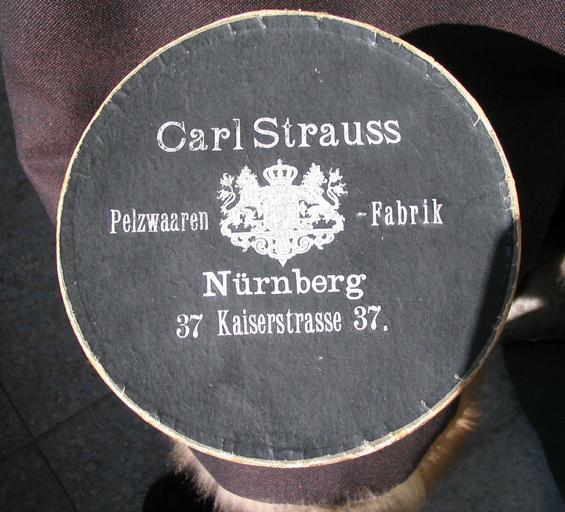 Carl Strauss
Pelzwaaren-Fabrik
Nürnberg
37 Kaiserstrasse 37.